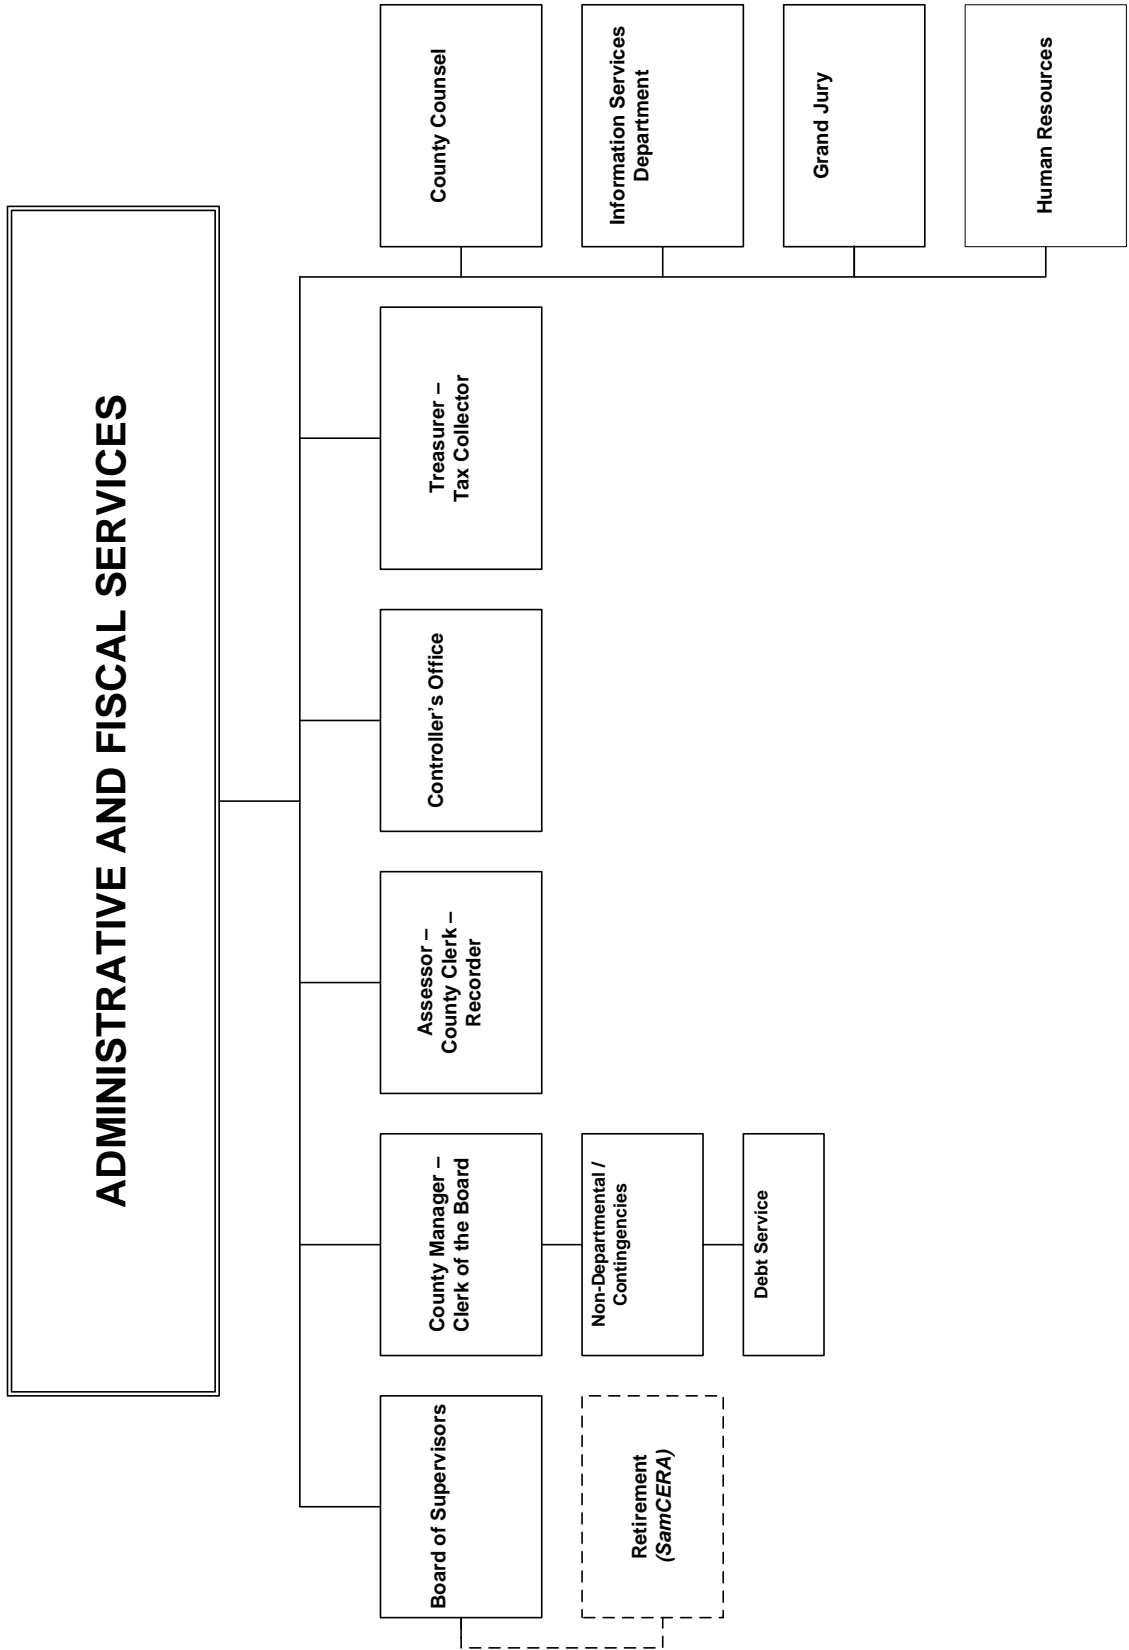 ADMINISTRATIVE AND FISCAL SERVICES
Board of Supervisors
Retirement
(SamCERA)
County Manager –
Clerk of the Board
Non-Departmental /
Contingencies
Debt Service
Assessor –
County Clerk –
Recorder
Controller’s Office
Treasurer –
Tax Collector
County Counsel
Information Services
Department
Grand Jury
Human Resources